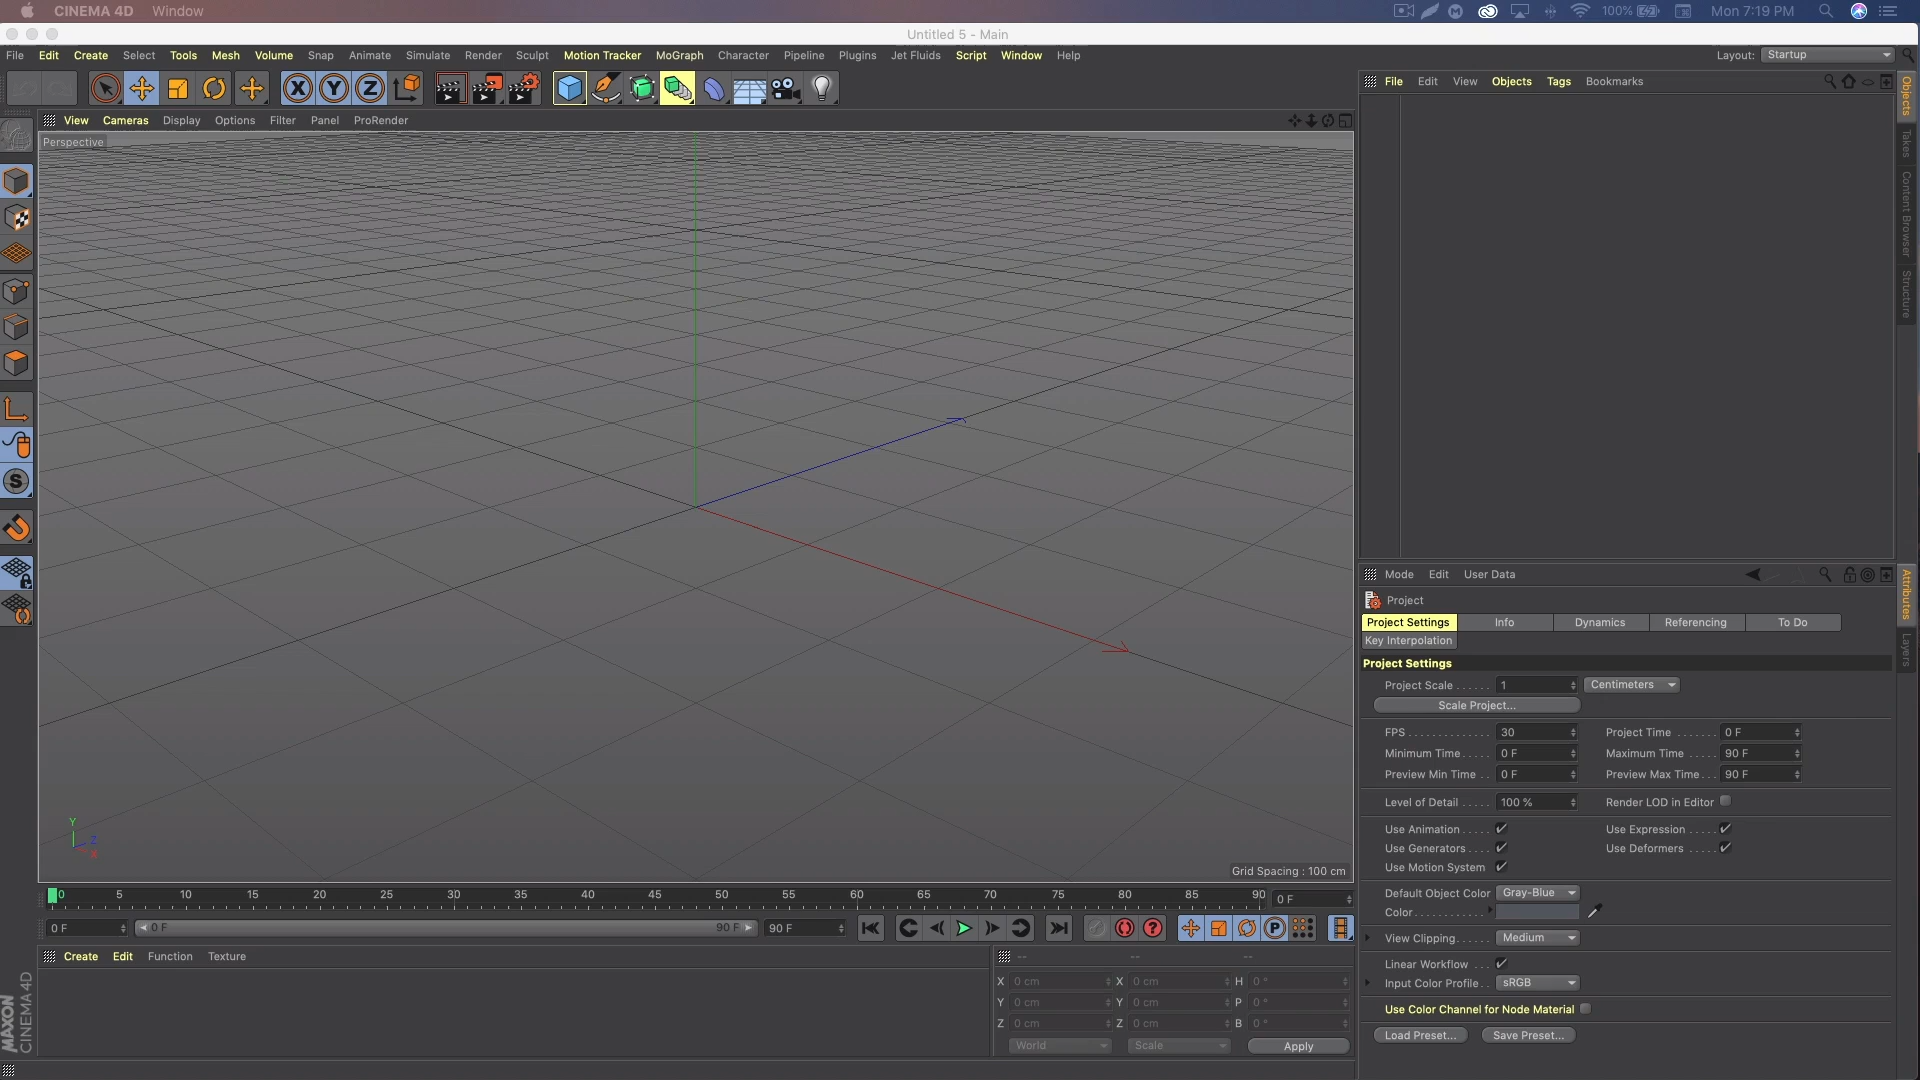 CINEMA 4D Window 100% Mon 7:19 PM
Untitled 5 - Main
File Edit Create Select Tools Mesh Volume Snap Animate Simulate Render Sculpt Motion Tracker MoGraph Character Pipeline Plugins Jet Fluids Script Window Help Layout: Startup
X Y Z
File Edit View Objects Tags Bookmarks
View Cameras Display Options Filter Panel ProRender
Perspective
Objects
Takes
Content Browser
Structure
S
Y
Z
X
Grid Spacing : 100 cm
0 5 10 15 20 25 30 35 40 45 50 55 60 65 70 75 80 85 90 0 F
0 F 0 F 90 F 90 F
P
Create Edit Function Texture
-- -- --
X 0 cm X 0 cm H 0 °
Y 0 cm Y 0 cm P 0 °
Z 0 cm Z 0 cm B 0 °
World Scale Apply
MAXON
CINEMA 4D
Mode Edit User Data
Attributes
Layers
Project
Project Settings Info Dynamics Referencing To Do
Key Interpolation
Project Settings
Project Scale . . . . . . 1 Centimeters
Scale Project...
FPS . . . . . . . . . . . . . 30 Project Time . . . . . . . 0 F
Minimum Time . . . . . 0 F Maximum Time . . . . . 90 F
Preview Min Time . . 0 F Preview Max Time . . . 90 F
Level of Detail . . . . . 100 % Render LOD in Editor
Use Animation . . . . . Use Expression . . . . .
Use Generators . . . . Use Deformers . . . . .
Use Motion System
Default Object Color Gray-Blue
Color . . . . . . . . . . . .
View Clipping . . . . . . Medium
Linear Workflow . . .
Input Color Profile . . sRGB
Use Color Channel for Node Material
Load Preset... Save Preset...